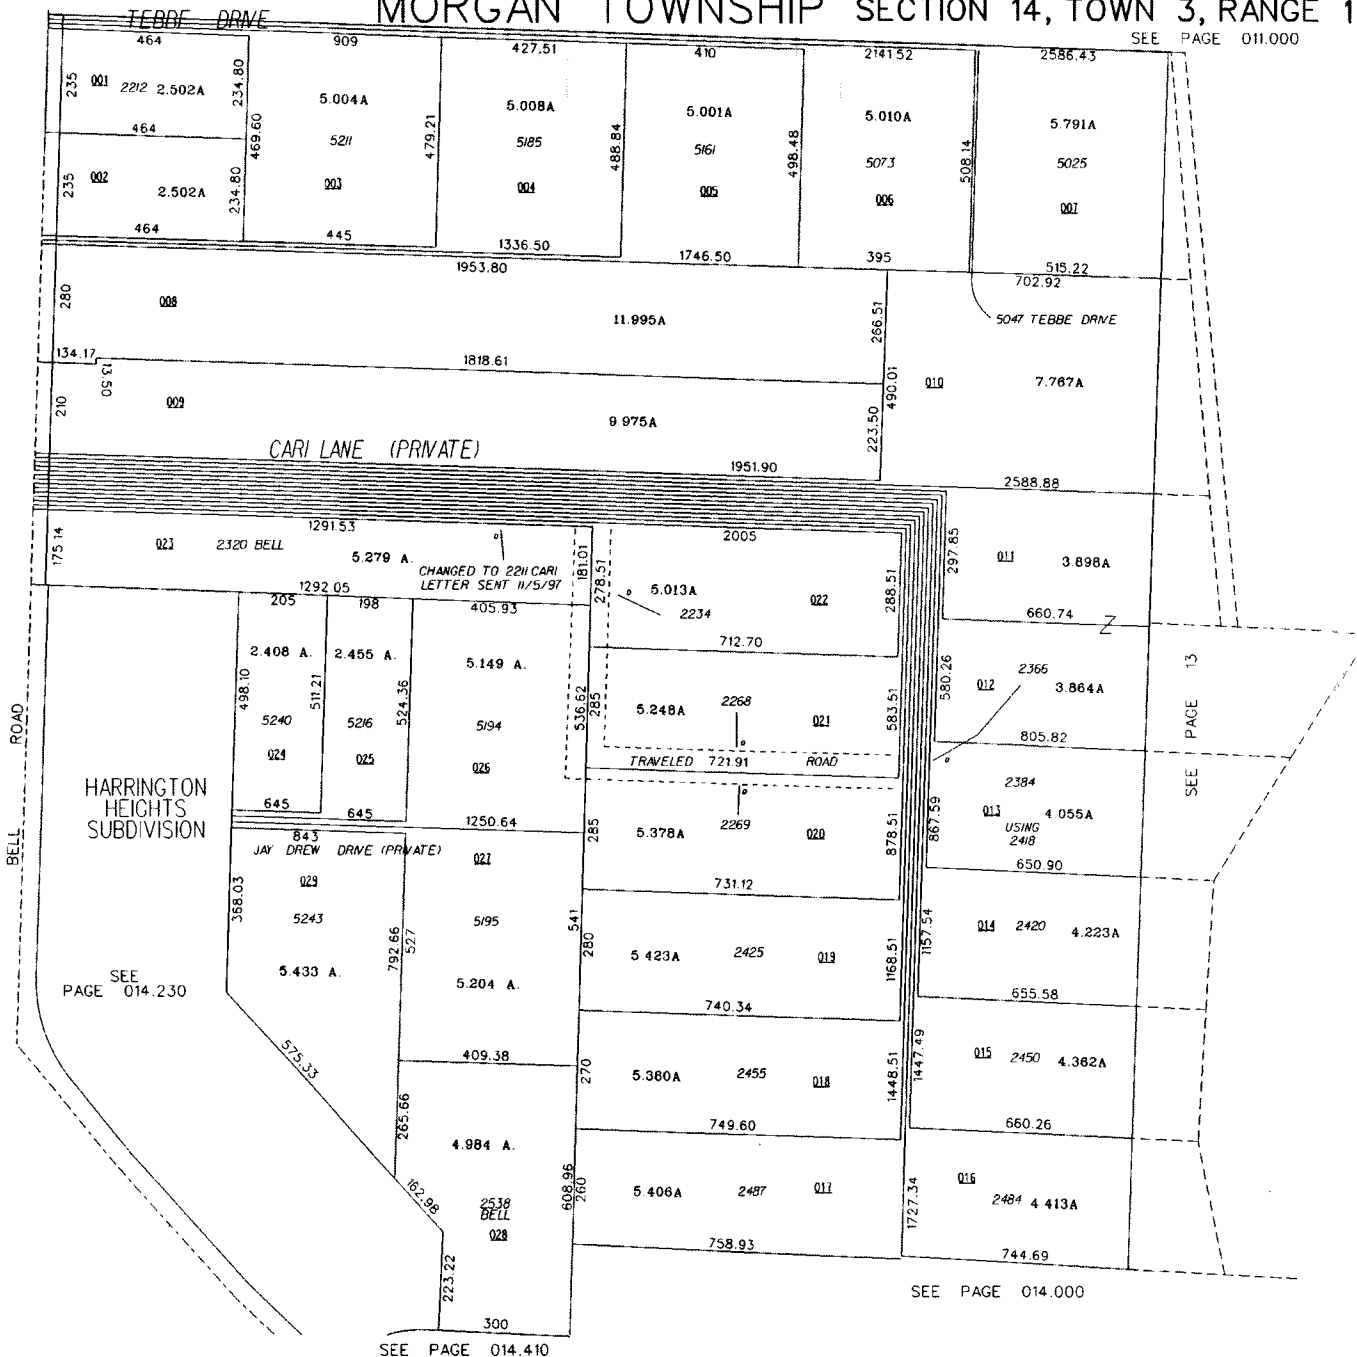 MORGAN TOWNSHIP SECTION 14, TOWN 3, RANGE 1
TEBBE DRIVE
SEE PAGE 011.000
464
909
427.51
410
2141.52
2586.43
235
001
2212 2.502A
234.80
464
235
002
2.502A
234.80
464
469.60
5.004A
5211
003
445
479.21
5.008A
5185
004
1336.50
488.84
5.001A
5161
005
1746.50
498.48
5.010A
5073
006
395
508.14
5.791A
5025
007
515.22
702.92
5047 TEBBE DRIVE
1953.80
280
008
11.995A
266.51
134.17
13.50
1818.61
210
009
9.975A
223.50
490.01
010
7.767A
CARI LANE (PRIVATE)
1951.90
2588.88
175.14
1291.53
023
2320 BELL
5.279 A.
CHANGED TO 2211 CARI
LETTER SENT 11/5/97
1292.05
181.01
278.51
2005
5.013A
2234
022
288.51
712.70
297.85
011
3.898A
660.74
Z
205
198
405.93
2.408 A.
498.10
5240
024
645
511.21
2.455 A.
5216
025
645
524.36
5.149 A.
5194
026
1250.64
536.62
285
5.248A
2268
021
583.51
TRAVELED 721.91 ROAD
580.26
012
2366
3.864A
805.82
SEE PAGE 13
BELL ROAD
HARRINGTON
HEIGHTS
SUBDIVISION
SEE
PAGE 014.230
843
JAY DREW DRIVE (PRIVATE)
029
368.03
5243
5.433 A.
575.33
792.66
527
027
5195
5.204 A.
541
409.38
285
5.378A
2269
020
878.51
731.12
867.59
2384
013
4.055A
USING
2418
650.90
280
5.423A
2425
019
1168.51
740.34
1157.54
014
2420
4.223A
655.58
270
5.380A
2455
018
1448.51
749.60
1447.49
015
2450
4.362A
660.26
265.66
4.984 A.
162.98
2538
BELL
028
223.22
300
608.96
260
5.406A
2487
017
758.93
1727.34
016
2484 4.413A
744.69
SEE PAGE 014.000
SEE PAGE 014.410